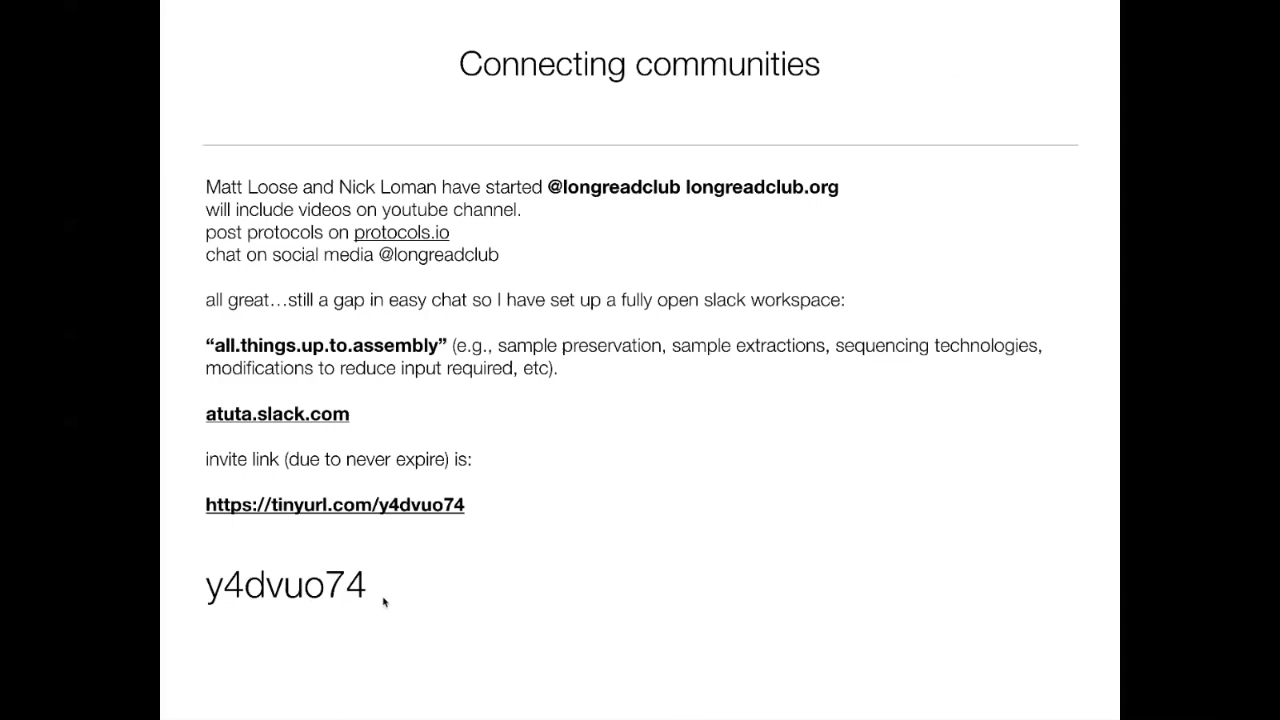 Connecting communities
Matt Loose and Nick Loman have started @longreadclub longreadclub.org
will include videos on youtube channel.
post protocols on protocols.io
chat on social media @longreadclub
all great…still a gap in easy chat so I have set up a fully open slack workspace:
“all.things.up.to.assembly” (e.g., sample preservation, sample extractions, sequencing technologies,
modifications to reduce input required, etc).
atuta.slack.com
invite link (due to never expire) is:
https://tinyurl.com/y4dvuo74
y4dvuo74